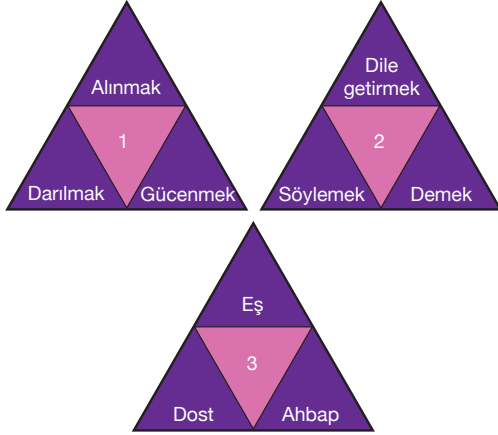 Alınmak
1
Darılmak
Gücenmek
Dile
getirmek
2
Söylemek
Demek
Eş
3
Dost
Ahbap